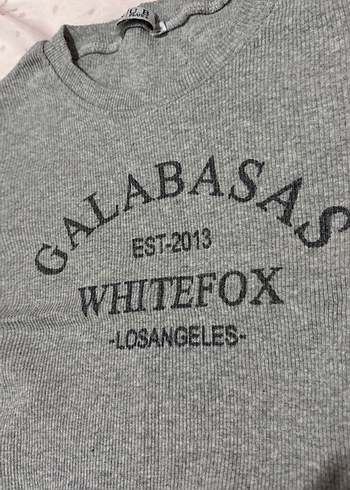 GALABASAS
EST-2013
WHITEFOX
-LOSANGELES-